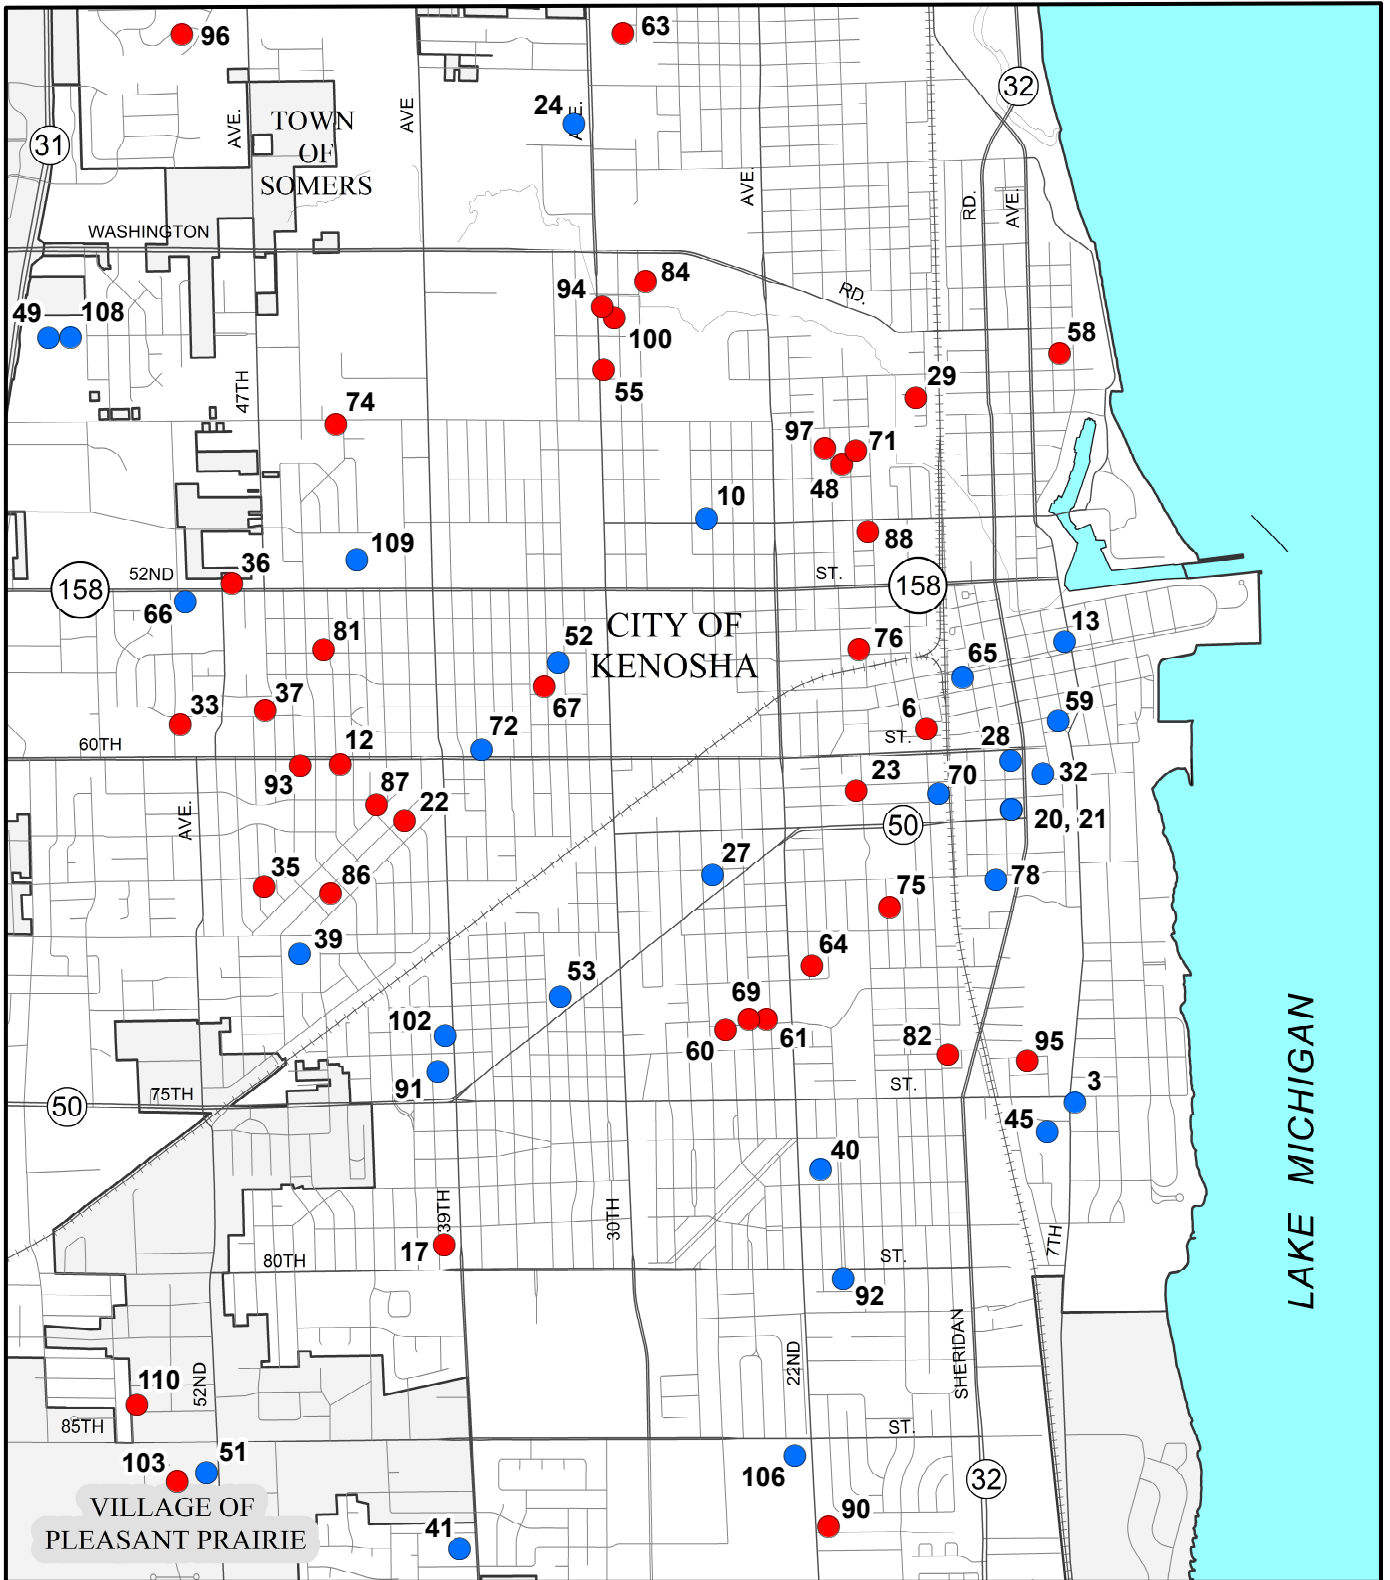 96
63
32
24
AVE.
AVE
AVE.
TOWN
OF
SOMERS
31
AVE.
RD.
AVE.
WASHINGTON
84
94
RD.
49
108
100
58
55
29
47TH
74
97
71
48
10
88
109
36
52ND
ST.
158
158
66
CITY OF
KENOSHA
81
52
76
13
65
67
37
33
6
59
72
60TH
ST.
28
12
93
23
70
32
87
22
AVE.
50
20, 21
27
35
86
75
78
39
64
53
LAKE MICHIGAN
69
102
60
61
82
95
91
75TH
ST.
3
50
45
40
39TH
30TH
17
7TH
80TH
ST.
92
SHERIDAN
22ND
52ND
110
85TH
ST.
103
51
106
32
VILLAGE OF
PLEASANT PRAIRIE
41
90